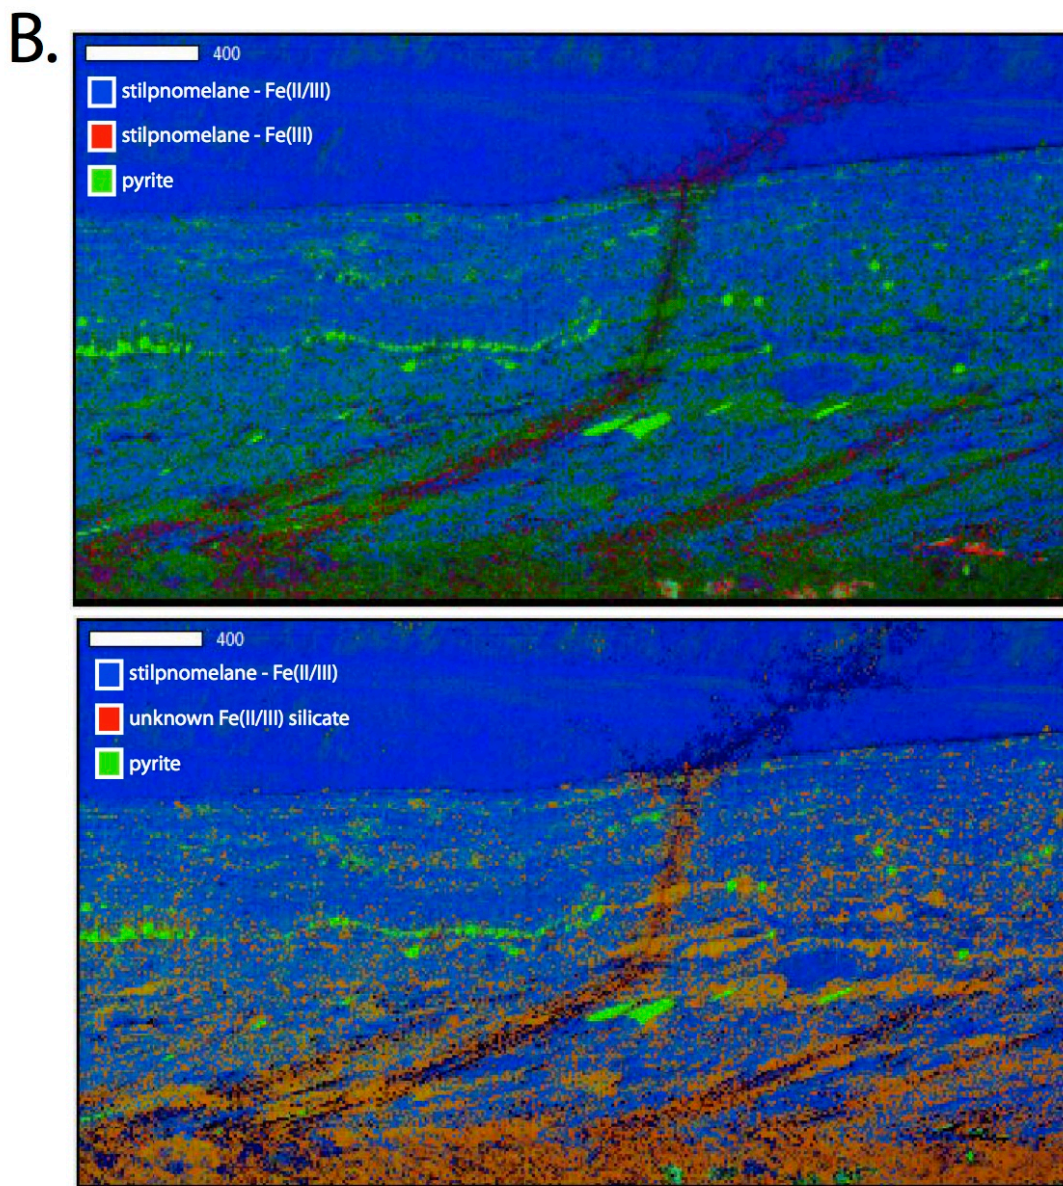 B.
400
stilpnomelane - Fe(II/III)
stilpnomelane - Fe(III)
pyrite
400
stilpnomelane - Fe(II/III)
unknown Fe(II/III) silicate
pyrite